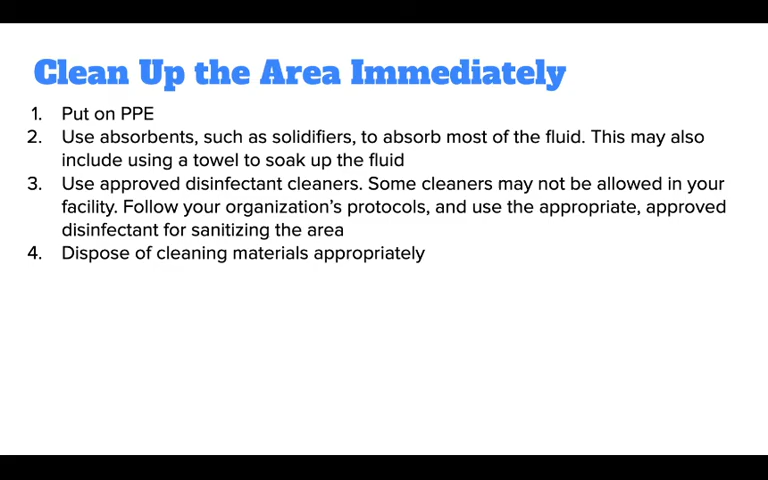 Clean Up the Area Immediately
1. Put on PPE
2. Use absorbents, such as solidifiers, to absorb most of the fluid. This may also
include using a towel to soak up the fluid
3. Use approved disinfectant cleaners. Some cleaners may not be allowed in your
facility. Follow your organization's protocols, and use the appropriate, approved
disinfectant for sanitizing the area
4. Dispose of cleaning materials appropriately